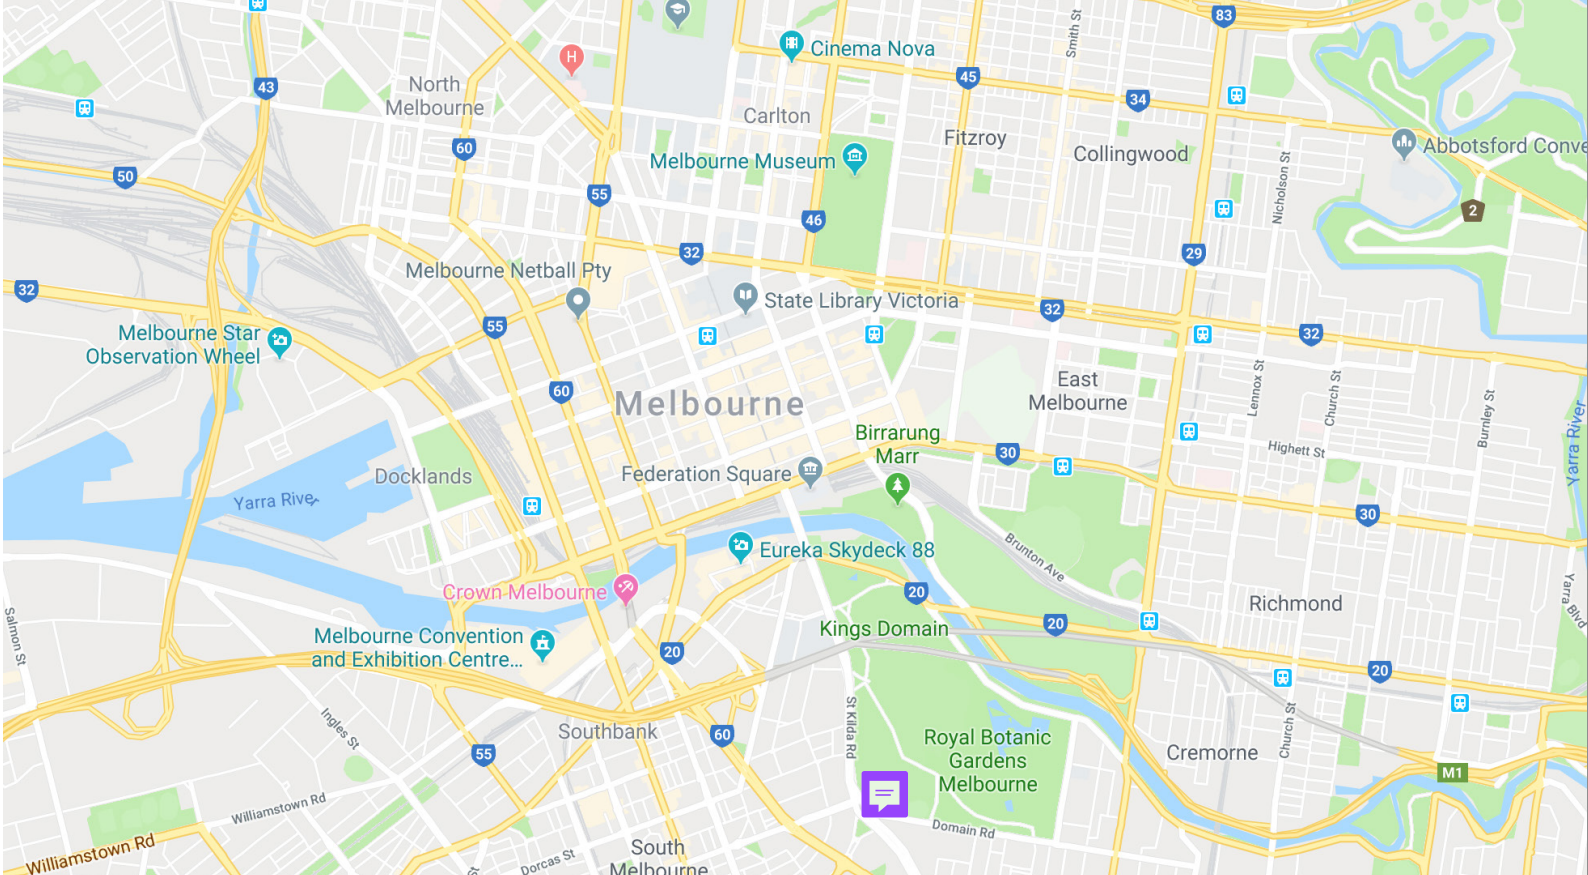 83
Smith St
Cinema Nova
H
45
North
Melbourne
43
34
Carlton
Fitzroy
Collingwood
Abbotsford Conve
60
Melbourne Museum
50
Nicholson St
55
2
46
32
29
Melbourne Netball Pty
32
State Library Victoria
32
55
32
Melbourne Star
Observation Wheel
60
Melbourne
East
Melbourne
Lennox St
Church St
Burnley St
Yarra River
Birrarung
Marr
30
Highett St
Docklands
Federation Square
Yarra Rive
30
Eureka Skydeck 88
Brunton Ave
Crown Melbourne
20
Richmond
Yarra Blvd
Salmon St
Melbourne Convention
and Exhibition Centre...
Kings Domain
20
20
20
St Kilda Rd
Ingles St
Southbank
60
55
Royal Botanic
Gardens
Melbourne
Church St
Cremorne
M1
Williamstown Rd
Domain Rd
Williamstown Rd
Dorcas St
South
Melbourne